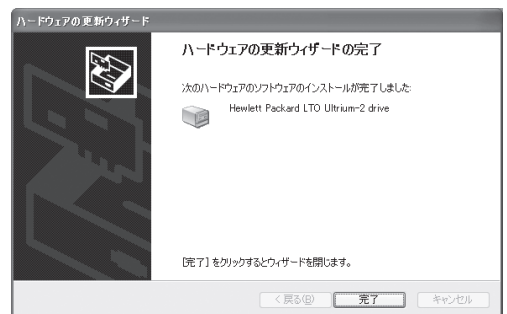 ハードウェアの更新ウィザード
ハードウェアの更新ウィザードの完了
次のハードウェアのソフトウェアのインストールが完了しました:
Hewlett Packard LTO Ultrium-2 drive
[完了] をクリックするとウィザードを閉じます。
< 戻る(B)
完了
キャンセル